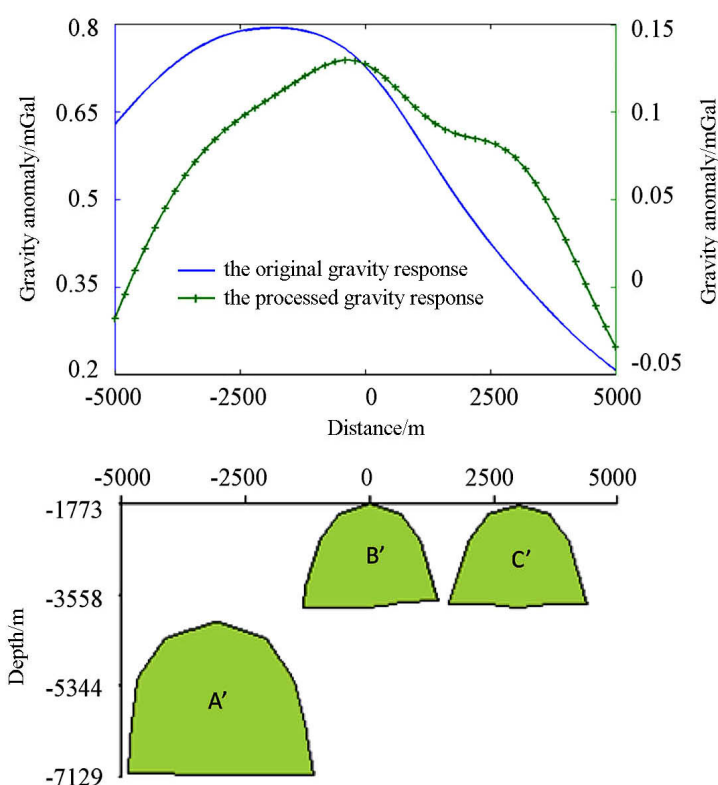 0.8
0.65
0.5
0.35
0.2
Gravity anomaly/mGal
0.15
0.1
0.05
0
-0.05
Gravity anomaly/mGal
the original gravity response
the processed gravity response
-5000 -2500 0 2500 5000
Distance/m
-5000 -2500 0 2500 5000
-1773
-3558
-5344
-7129
Depth/m
B’
C’
A’